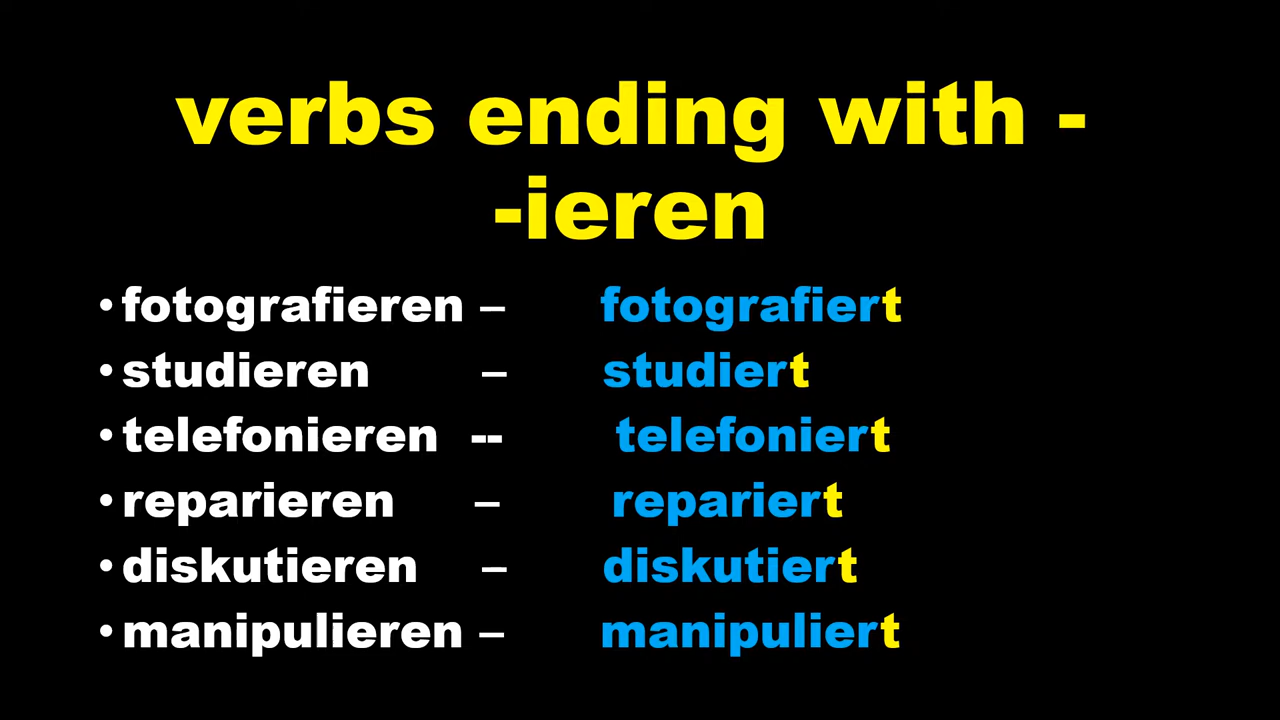 verbs ending with -
-ieren
• fotografieren – fotografiert
• studieren – studiert
• telefonieren -- telefoniert
• reparieren – repariert
• diskutieren – diskutiert
• manipulieren – manipuliert